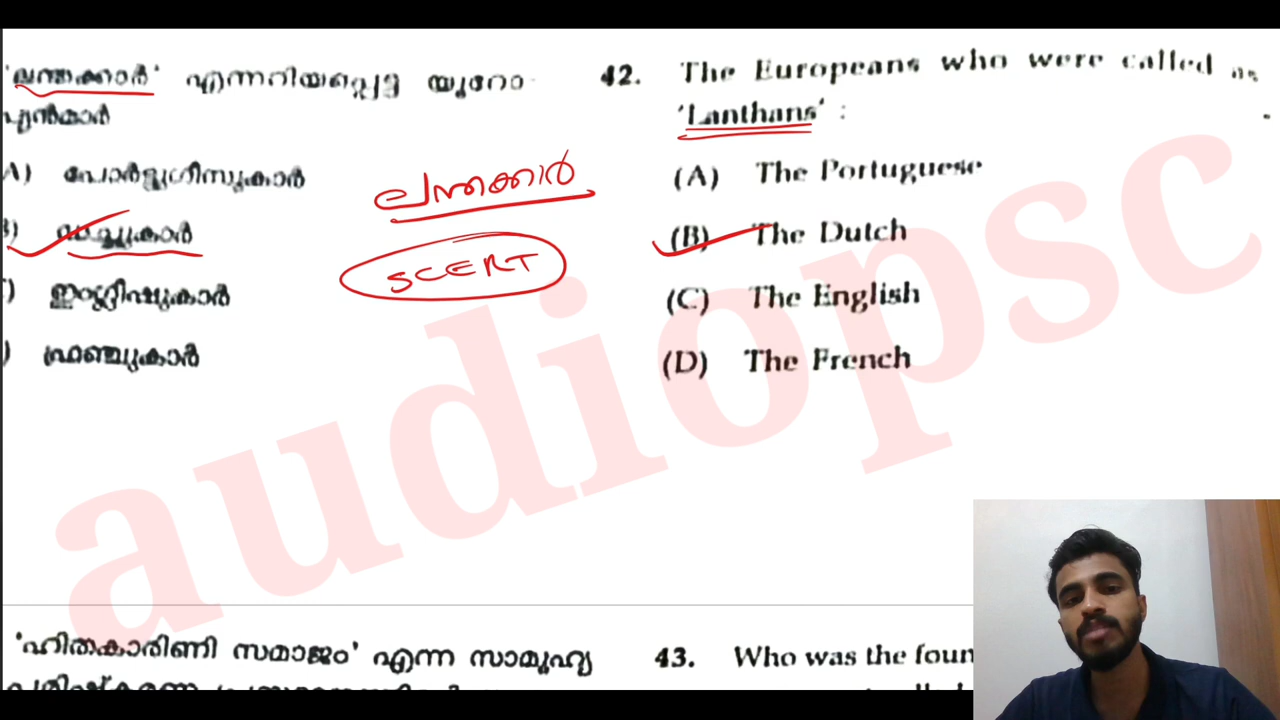 'ലന്തക്കാർ' എന്നറിയപ്പെട്ട യൂറോ
പ്യൻമാർ
A) പോർട്ടുഗീസുകാർ
ഡച്ചുകാർ
ഇംഗ്ലീഷുകാർ
ഫ്രഞ്ചുകാർ
ലന്തക്കാർ
SCERT
42. The Europeans who were called as
'Lanthans' :
(A) The Portuguese
(B) The Dutch
(C) The English
(D) The French
audiopsc
'ഹിതകാരിണി സമാജം' എന്ന സാമൂഹ്യ
43. Who was the foun